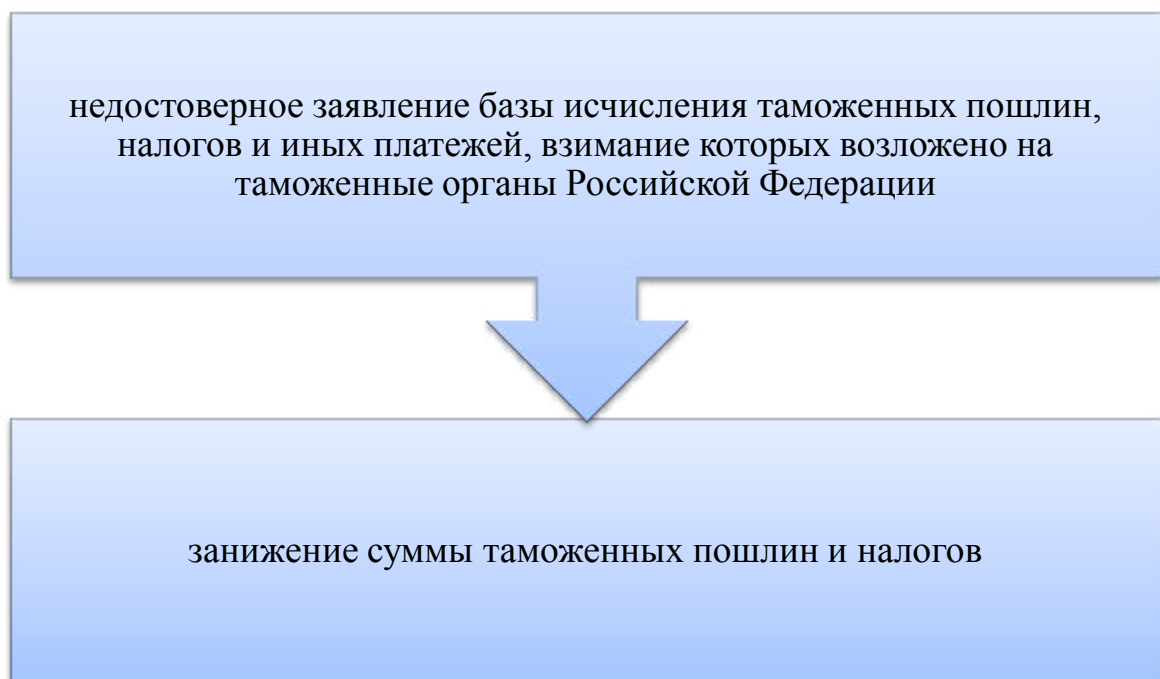 недостоверное заявление базы исчисления таможенных пошлин,
налогов и иных платежей, взимание которых возложено на
таможенные органы Российской Федерации
занижение суммы таможенных пошлин и налогов